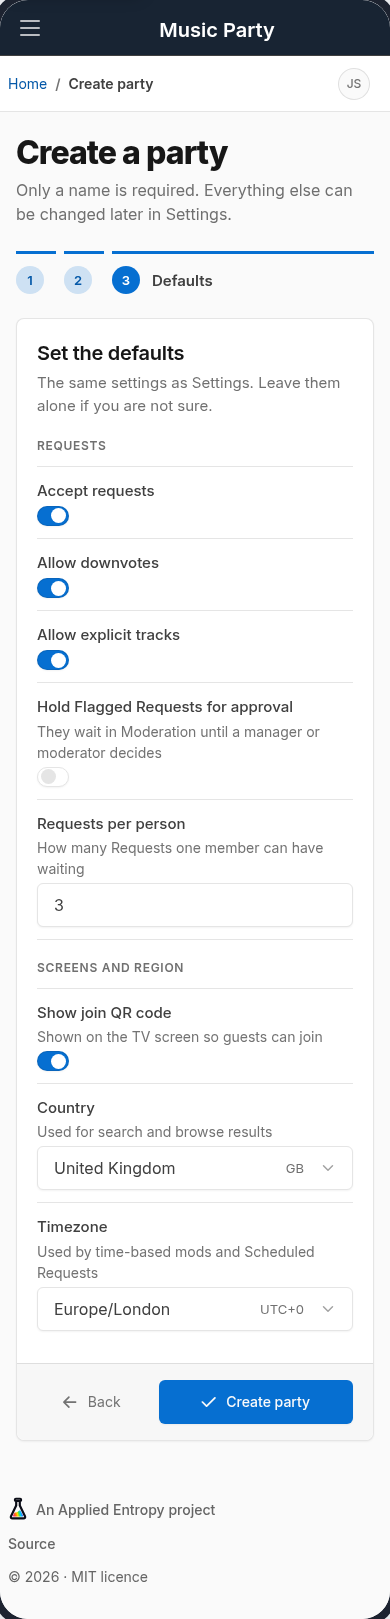 Music Party
Home / Create party
JS
Create a party
Only a name is required. Everything else can
be changed later in Settings.
1
2
3
Defaults
Set the defaults
The same settings as Settings. Leave them
alone if you are not sure.
REQUESTS
Accept requests
Allow downvotes
Allow explicit tracks
Hold Flagged Requests for approval
They wait in Moderation until a manager or
moderator decides
Requests per person
How many Requests one member can have
waiting
3
SCREENS AND REGION
Show join QR code
Shown on the TV screen so guests can join
Country
Used for search and browse results
United Kingdom GB
Timezone
Used by time-based mods and Scheduled
Requests
Europe/London UTC+0
Back
Create party
An Applied Entropy project
Source
© 2026 · MIT licence